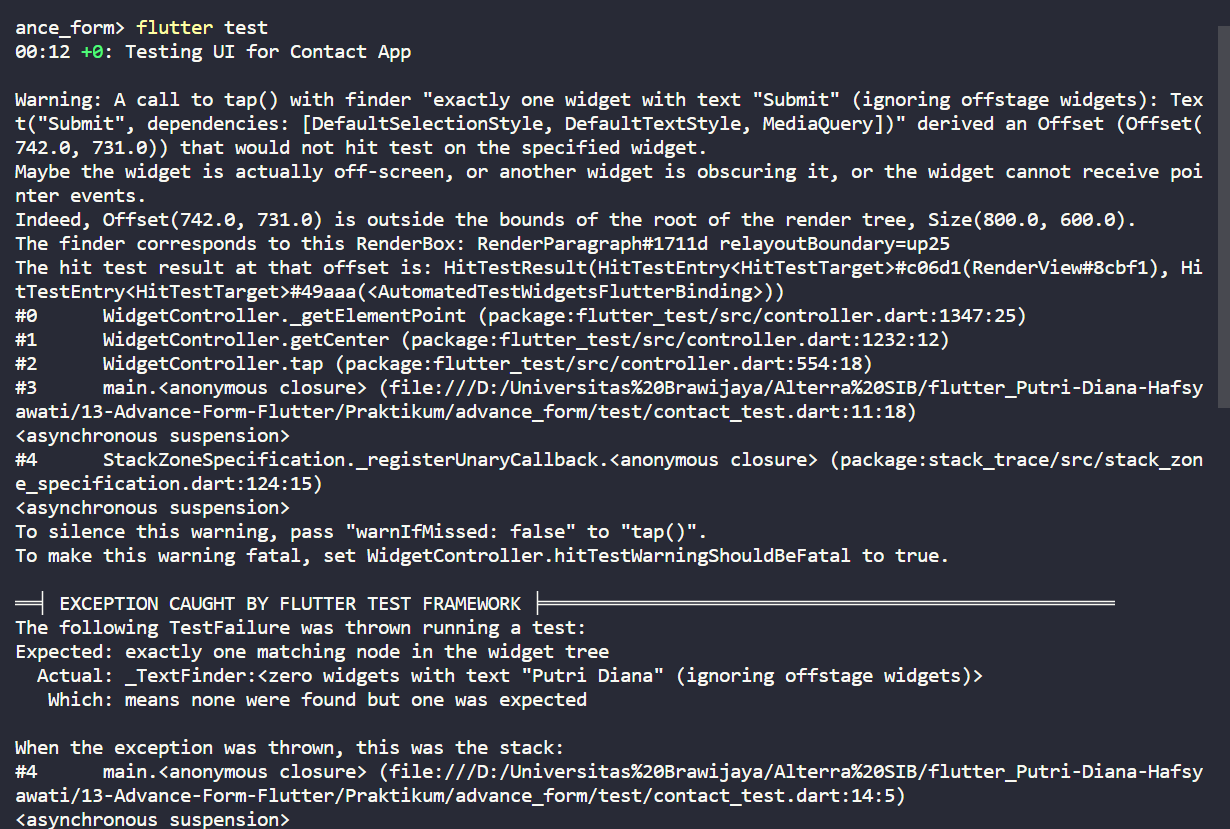 ance_form> flutter test
00:12 +0: Testing UI for Contact App
Warning: A call to tap() with finder "exactly one widget with text "Submit" (ignoring offstage widgets): Tex
t("Submit", dependencies: [DefaultSelectionStyle, DefaultTextStyle, MediaQuery])" derived an Offset (Offset(
742.0, 731.0)) that would not hit test on the specified widget.
Maybe the widget is actually off-screen, or another widget is obscuring it, or the widget cannot receive poi
nter events.
Indeed, Offset(742.0, 731.0) is outside the bounds of the root of the render tree, Size(800.0, 600.0).
The finder corresponds to this RenderBox: RenderParagraph#1711d relayoutBoundary=up25
The hit test result at that offset is: HitTestResult(HitTestEntry<HitTestTarget>#c06d1(RenderView#8cbf1), Hi
tTestEntry<HitTestTarget>#49aaa(<AutomatedTestWidgetsFlutterBinding>))
#0      WidgetController._getElementPoint (package:flutter_test/src/controller.dart:1347:25)
#1      WidgetController.getCenter (package:flutter_test/src/controller.dart:1232:12)
#2      WidgetController.tap (package:flutter_test/src/controller.dart:554:18)
#3      main.<anonymous closure> (file:///D:/Universitas%20Brawijaya/Alterra%20SIB/flutter_Putri-Diana-Hafsy
awati/13-Advance-Form-Flutter/Praktikum/advance_form/test/contact_test.dart:11:18)
<asynchronous suspension>
#4      StackZoneSpecification._registerUnaryCallback.<anonymous closure> (package:stack_trace/src/stack_zon
e_specification.dart:124:15)
<asynchronous suspension>
To silence this warning, pass "warnIfMissed: false" to "tap()".
To make this warning fatal, set WidgetController.hitTestWarningShouldBeFatal to true.
══╡ EXCEPTION CAUGHT BY FLUTTER TEST FRAMEWORK ╞════════════════════════════════════════════════════
The following TestFailure was thrown running a test:
Expected: exactly one matching node in the widget tree
  Actual: _TextFinder:<zero widgets with text "Putri Diana" (ignoring offstage widgets)>
   Which: means none were found but one was expected
When the exception was thrown, this was the stack:
#4      main.<anonymous closure> (file:///D:/Universitas%20Brawijaya/Alterra%20SIB/flutter_Putri-Diana-Hafsy
awati/13-Advance-Form-Flutter/Praktikum/advance_form/test/contact_test.dart:14:5)
<asynchronous suspension>